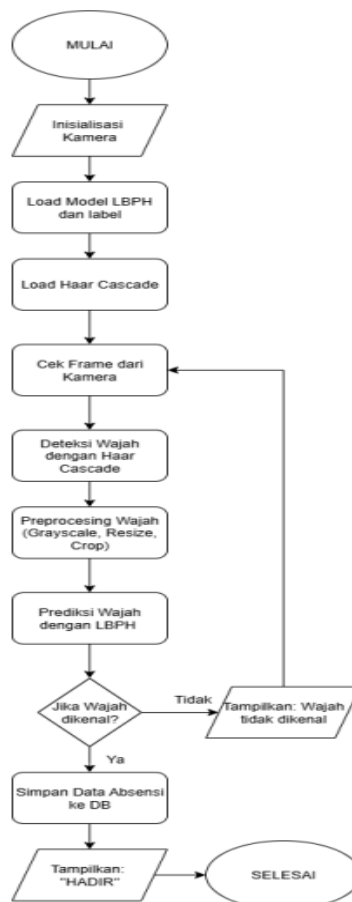 MULAI
Inisialisasi
Kamera
Load Model LBPH
dan label
Load Haar Cascade
Cek Frame dari
Kamera
Deteksi Wajah
dengan Haar
Cascade
Preprocesing Wajah
(Grayscale, Resize,
Crop)
Prediksi Wajah
dengan LBPH
Jika Wajah
dikenal?
Tidak
Tampilkan: Wajah
tidak dikenal
Ya
Simpan Data Absensi
ke DB
Tampilkan:
"HADIR"
SELESAI